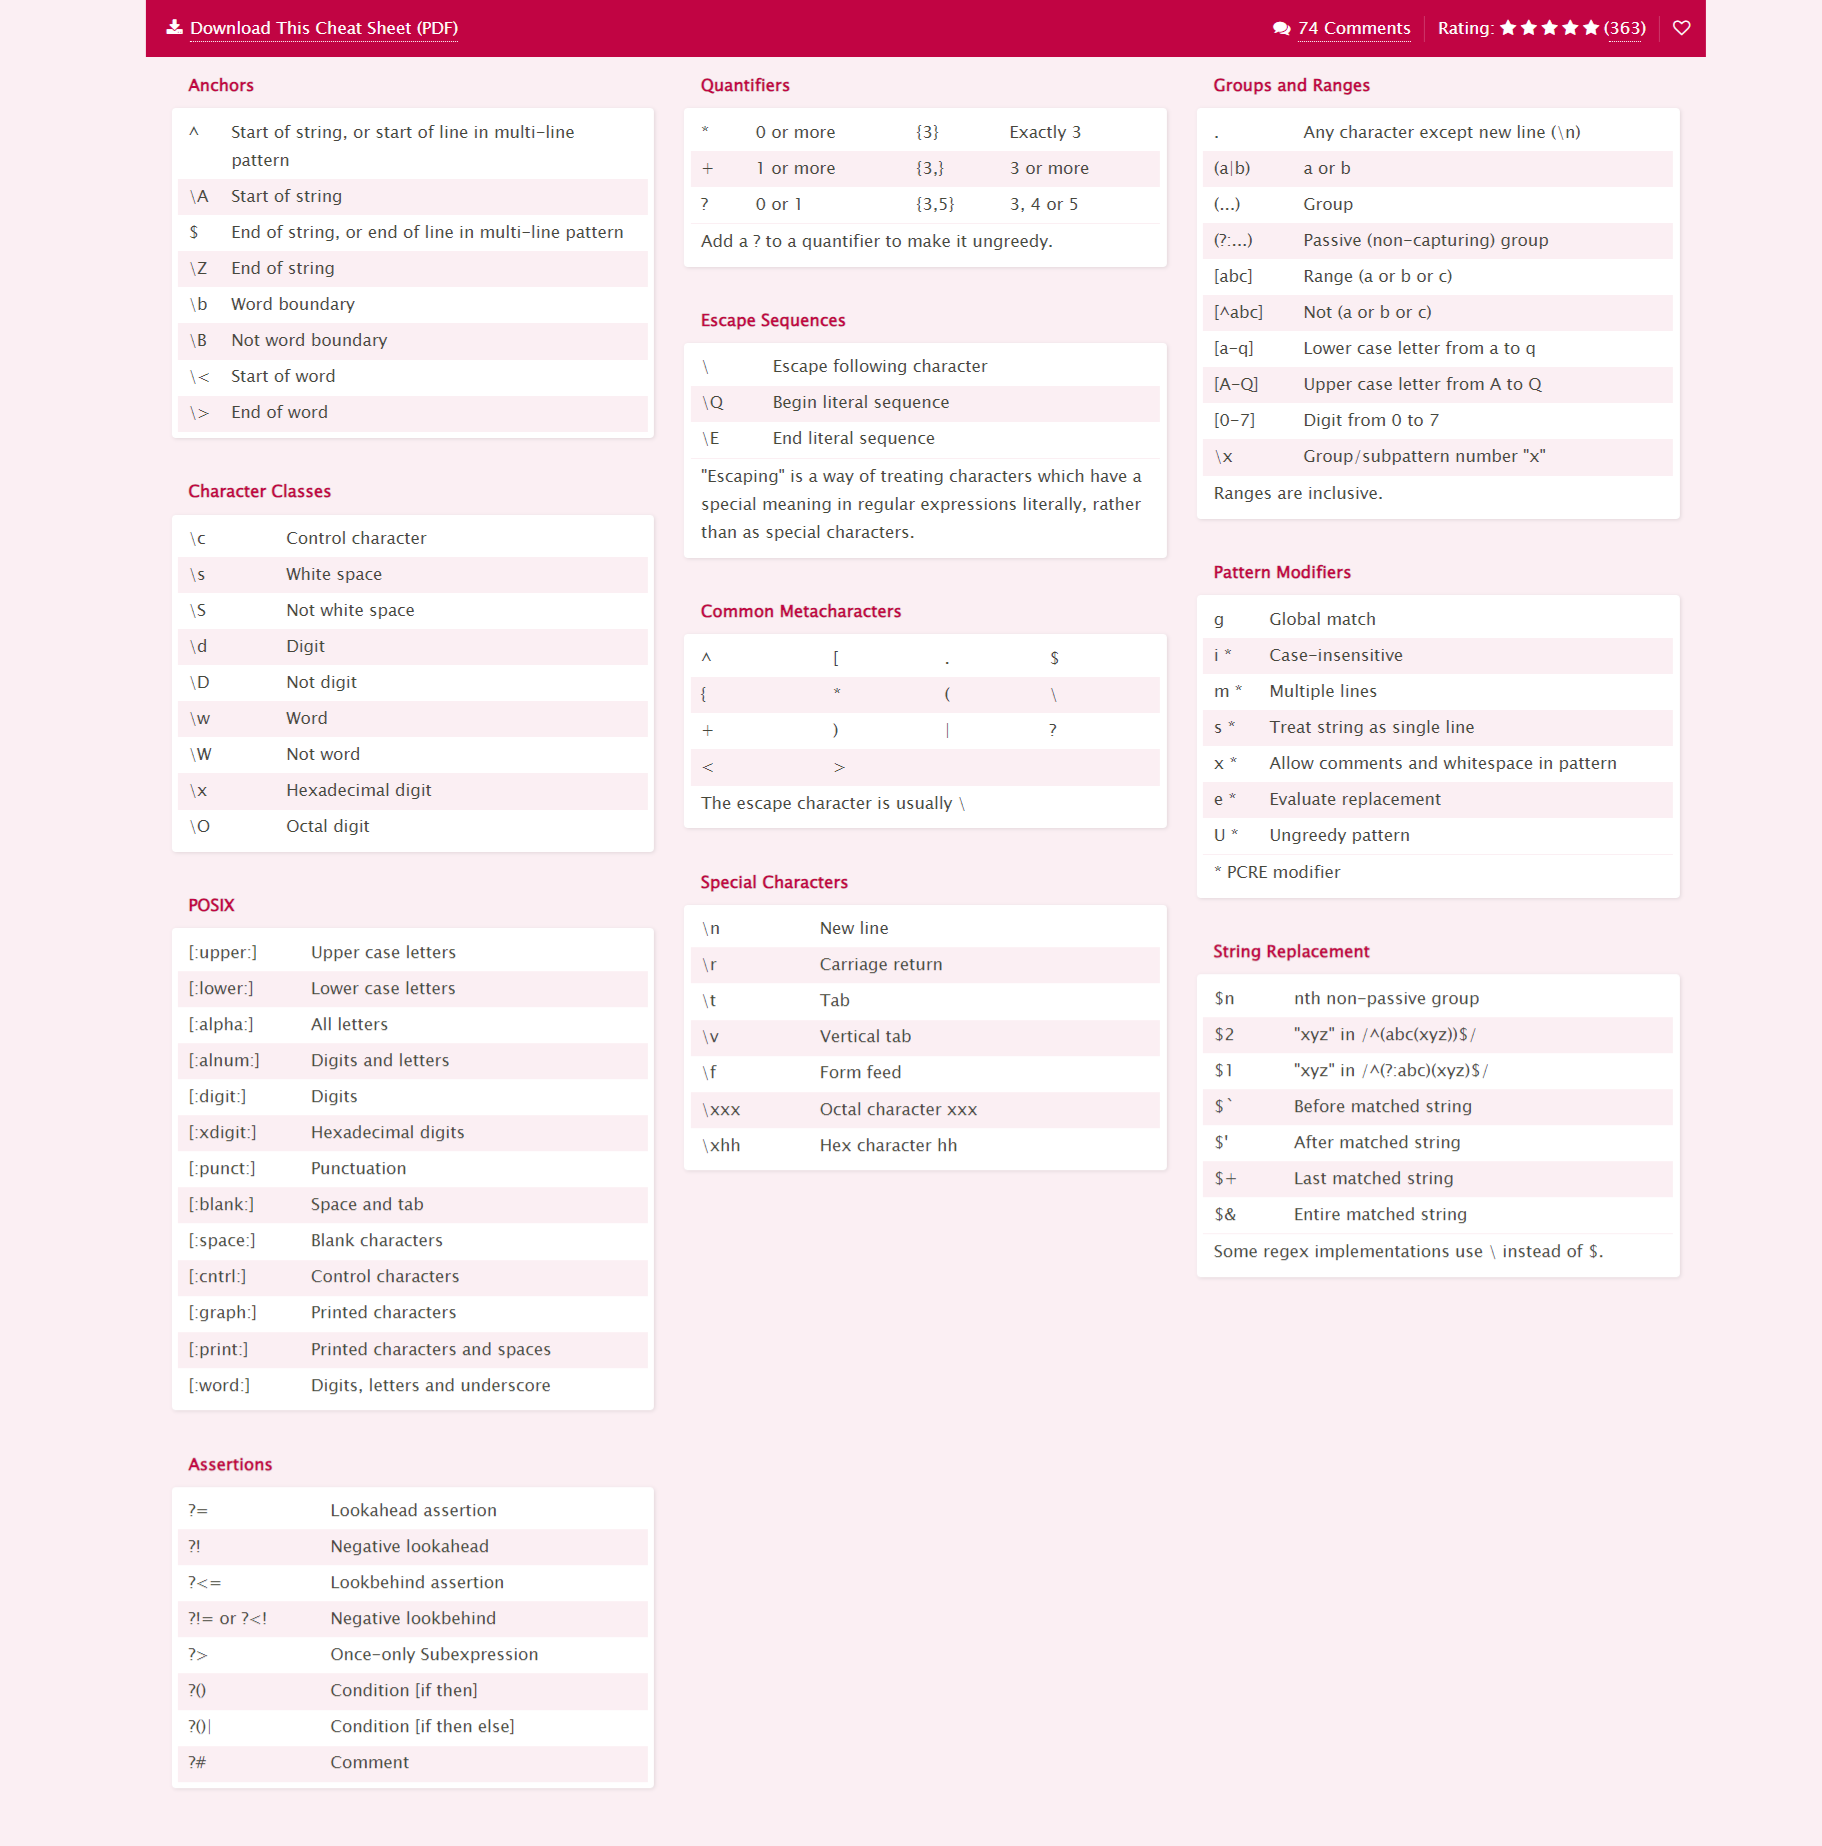 Download This Cheat Sheet (PDF)
74 Comments
Rating: (363)
Anchors
^ Start of string, or start of line in multi-line
pattern
\A Start of string
$ End of string, or end of line in multi-line pattern
\Z End of string
\b Word boundary
\B Not word boundary
\< Start of word
\> End of word
Character Classes
\c Control character
\s White space
\S Not white space
\d Digit
\D Not digit
\w Word
\W Not word
\x Hexadecimal digit
\O Octal digit
POSIX
[:upper:] Upper case letters
[:lower:] Lower case letters
[:alpha:] All letters
[:alnum:] Digits and letters
[:digit:] Digits
[:xdigit:] Hexadecimal digits
[:punct:] Punctuation
[:blank:] Space and tab
[:space:] Blank characters
[:cntrl:] Control characters
[:graph:] Printed characters
[:print:] Printed characters and spaces
[:word:] Digits, letters and underscore
Assertions
?= Lookahead assertion
?! Negative lookahead
?<= Lookbehind assertion
?!= or ?<! Negative lookbehind
?> Once-only Subexpression
?() Condition [if then]
?()| Condition [if then else]
?# Comment
Quantifiers
* 0 or more {3} Exactly 3
+ 1 or more {3,} 3 or more
? 0 or 1 {3,5} 3, 4 or 5
Add a ? to a quantifier to make it ungreedy.
Escape Sequences
\ Escape following character
\Q Begin literal sequence
\E End literal sequence
"Escaping" is a way of treating characters which have a
special meaning in regular expressions literally, rather
than as special characters.
Common Metacharacters
^ [ . $
{ * ( \
+ ) | ?
< >
The escape character is usually \
Special Characters
\n New line
\r Carriage return
\t Tab
\v Vertical tab
\f Form feed
\xxx Octal character xxx
\xhh Hex character hh
Groups and Ranges
. Any character except new line (\n)
(a|b) a or b
(...) Group
(?:...) Passive (non-capturing) group
[abc] Range (a or b or c)
[^abc] Not (a or b or c)
[a-q] Lower case letter from a to q
[A-Q] Upper case letter from A to Q
[0-7] Digit from 0 to 7
\x Group/subpattern number "x"
Ranges are inclusive.
Pattern Modifiers
g Global match
i * Case-insensitive
m * Multiple lines
s * Treat string as single line
x * Allow comments and whitespace in pattern
e * Evaluate replacement
U * Ungreedy pattern
* PCRE modifier
String Replacement
$n nth non-passive group
$2 "xyz" in /^(abc(xyz))$/
$1 "xyz" in /^(?:abc)(xyz)$/
$` Before matched string
$' After matched string
$+ Last matched string
$& Entire matched string
Some regex implementations use \ instead of $.